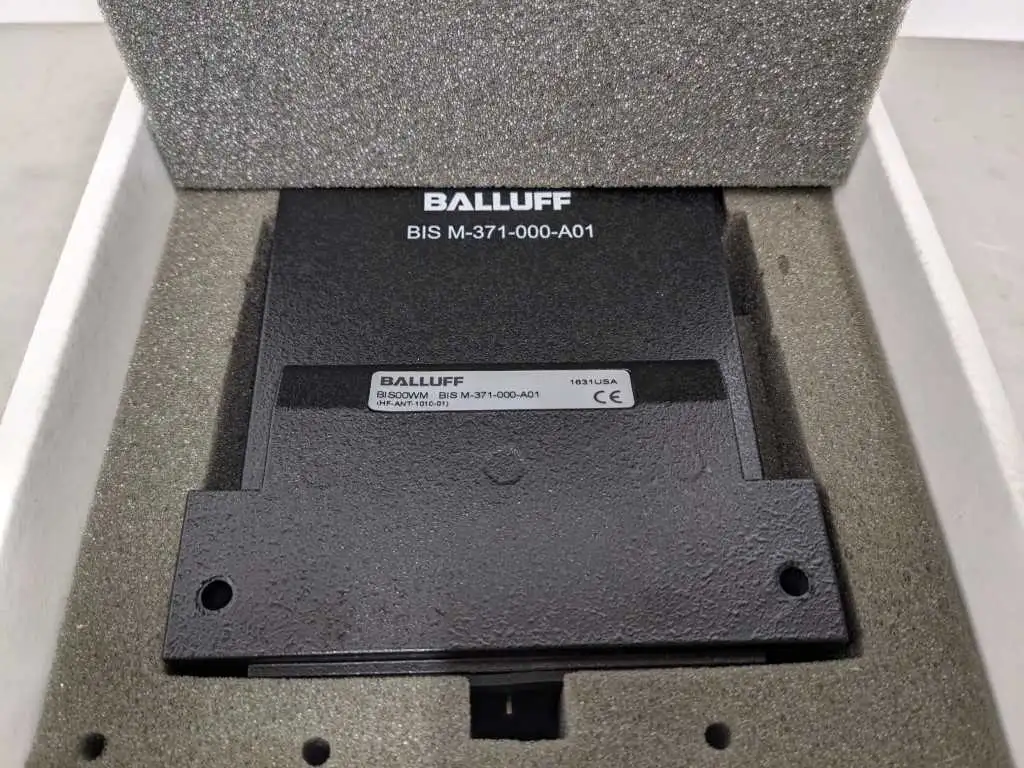 BALLUFF
BIS M-371-000-A01
BALLUFF 1631USA
BIS00WM BIS M-371-000-A01
(HF-ANT-1010-01) CE